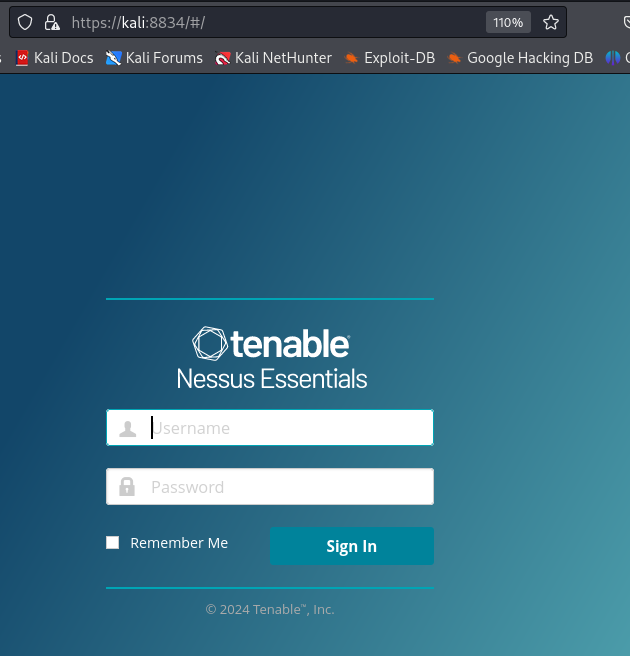 https://kali:8834/#/ 110%
Kali Docs Kali Forums Kali NetHunter Exploit-DB Google Hacking DB
tenable
Nessus Essentials
Username
Password
Remember Me Sign In
© 2024 Tenable™, Inc.